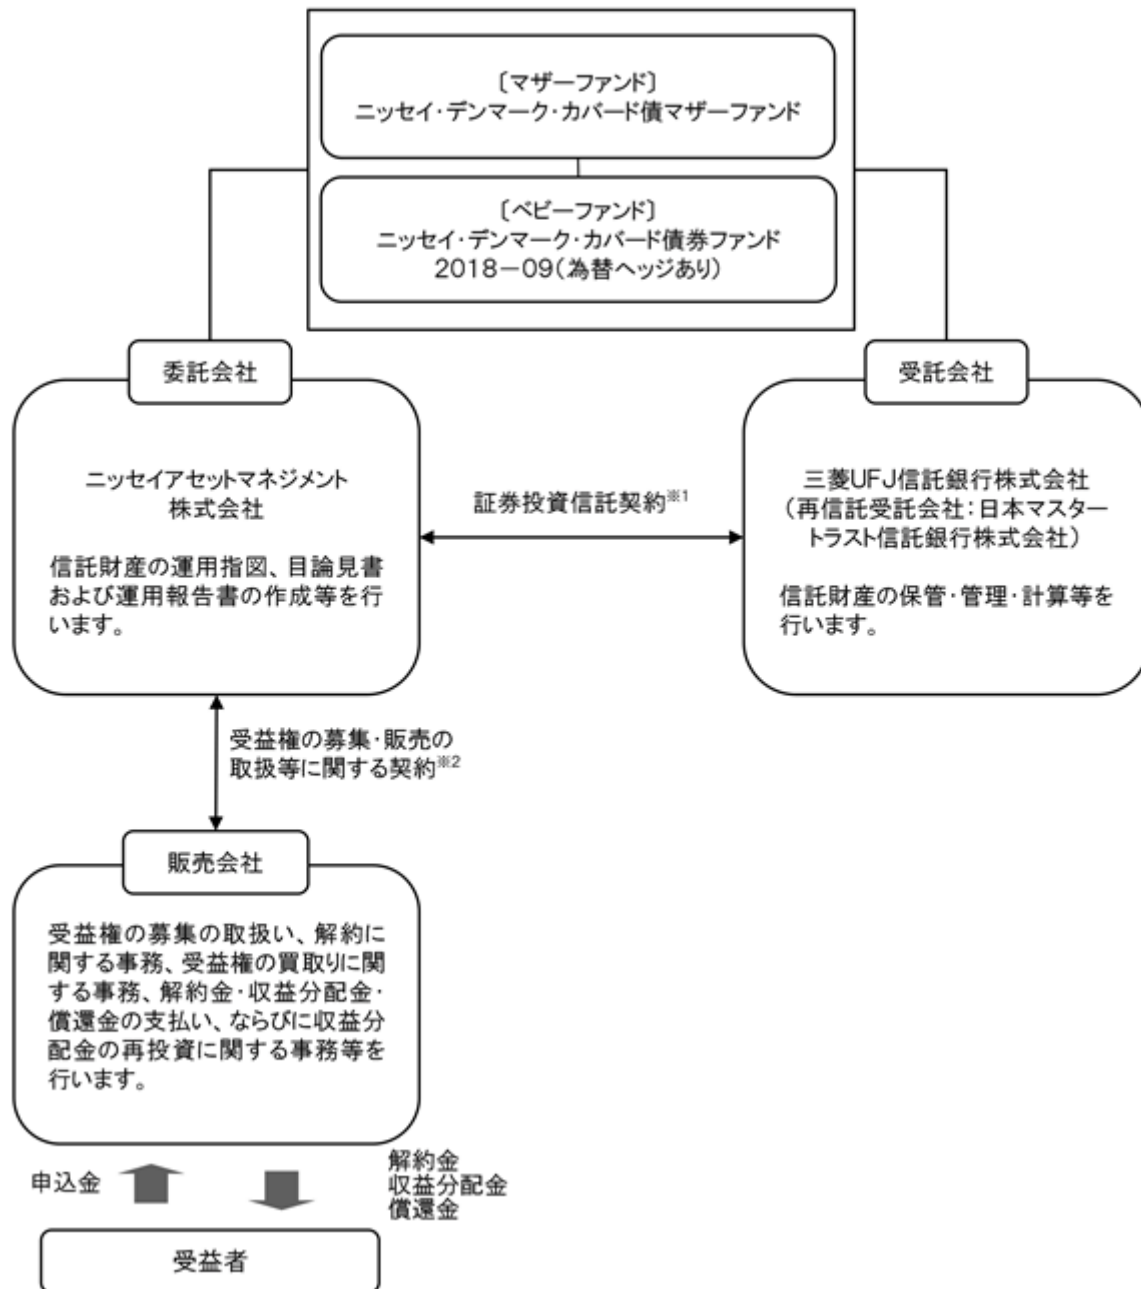 〔マザーファンド〕
ニッセイ・デンマーク・カバード債マザーファンド
〔ベビーファンド〕
ニッセイ・デンマーク・カバード債券ファンド
2018－09（為替ヘッジあり）
委託会社
ニッセイアセットマネジメント
株式会社
信託財産の運用指図、目論見書
および運用報告書の作成等を行
います。
証券投資信託契約※1
受託会社
三菱UFJ信託銀行株式会社
（再信託受託会社：日本マスター
トラスト信託銀行株式会社）
信託財産の保管・管理・計算等を
行います。
受益権の募集・販売の
取扱等に関する契約※2
販売会社
受益権の募集の取扱い、解約に
関する事務、受益権の買取りに関
する事務、解約金・収益分配金・
償還金の支払い、ならびに収益分
配金の再投資に関する事務等を
行います。
申込金
解約金
収益分配金
償還金
受益者